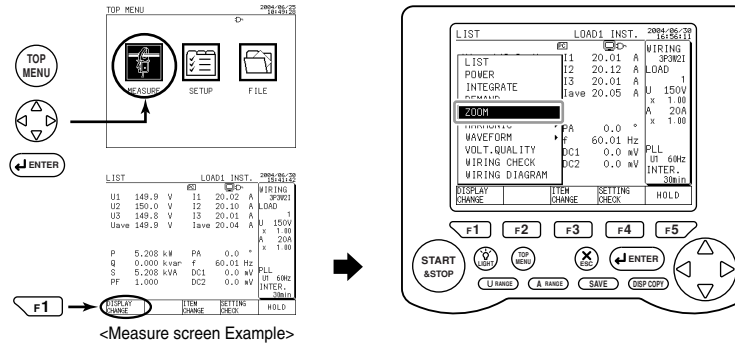 TOP MENU 2004/06/25
10:49:28
MEASURE SETUP FILE
TOP
MENU
ENTER
LIST LOAD1 INST. 2004/06/30
15:41:42
U1 149.9 V I1 20.02 A
U2 150.0 V I2 20.10 A
U3 149.8 V I3 20.01 A
Uave 149.9 V Iave 20.04 A
P 5.208 kW PA 0.0 °
Q 0.000 kvar f 60.01 Hz
S 5.208 kVA DC1 0.0 mV
PF 1.000 DC2 0.0 mV
WIRING
3P3W2I
LOAD
1
U 150V
x 1.00
A 20A
x 1.00
PLL
U1 60Hz
INTER.
30min
DISPLAY
CHANGE
ITEM
CHANGE
SETTING
CHECK
HOLD
F1
<Measure screen Example>
LIST LOAD1 INST. 2004/06/30
16:56:11
PC
LIST
POWER
INTEGRATE
DEMAND
ZOOM
HARMONIC
WAVEFORM
VOLT.QUALITY
WIRING CHECK
WIRING DIAGRAM
I1 20.01 A
I2 20.12 A
I3 20.01 A
Iave 20.05 A
PA 0.0 °
f 60.01 Hz
DC1 0.0 mV
DC2 0.0 mV
WIRING
3P3W2I
LOAD
1
U 150V
x 1.00
A 20A
x 1.00
PLL
U1 60Hz
INTER.
30min
DISPLAY
CHANGE
ITEM
CHANGE
SETTING
CHECK
HOLD
F1 F2 F3 F4 F5
START
&STOP
LIGHT
TOP
MENU
ESC
ENTER
U RANGE A RANGE SAVE DISP COPY